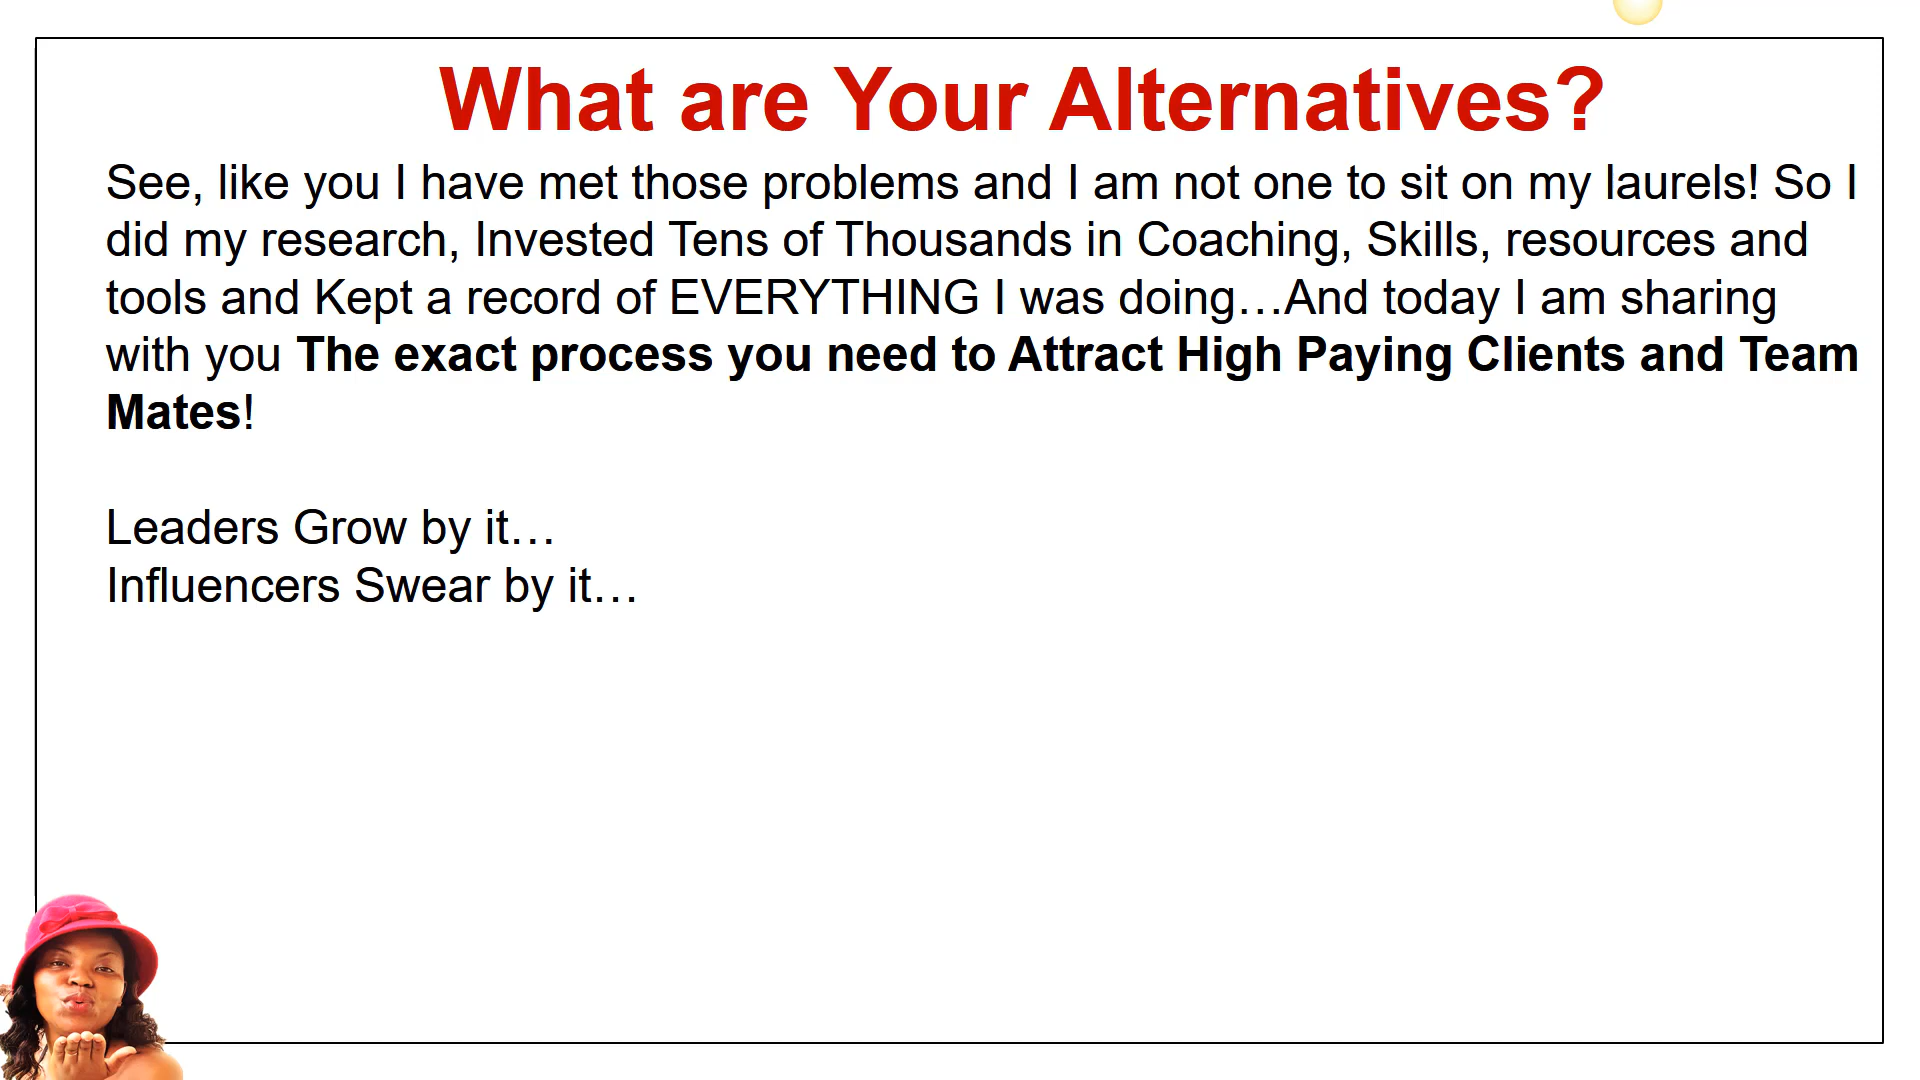 What are Your Alternatives?
See, like you I have met those problems and I am not one to sit on my laurels! So I
did my research, Invested Tens of Thousands in Coaching, Skills, resources and
tools and Kept a record of EVERYTHING I was doing…And today I am sharing
with you The exact process you need to Attract High Paying Clients and Team
Mates!
Leaders Grow by it…
Influencers Swear by it…